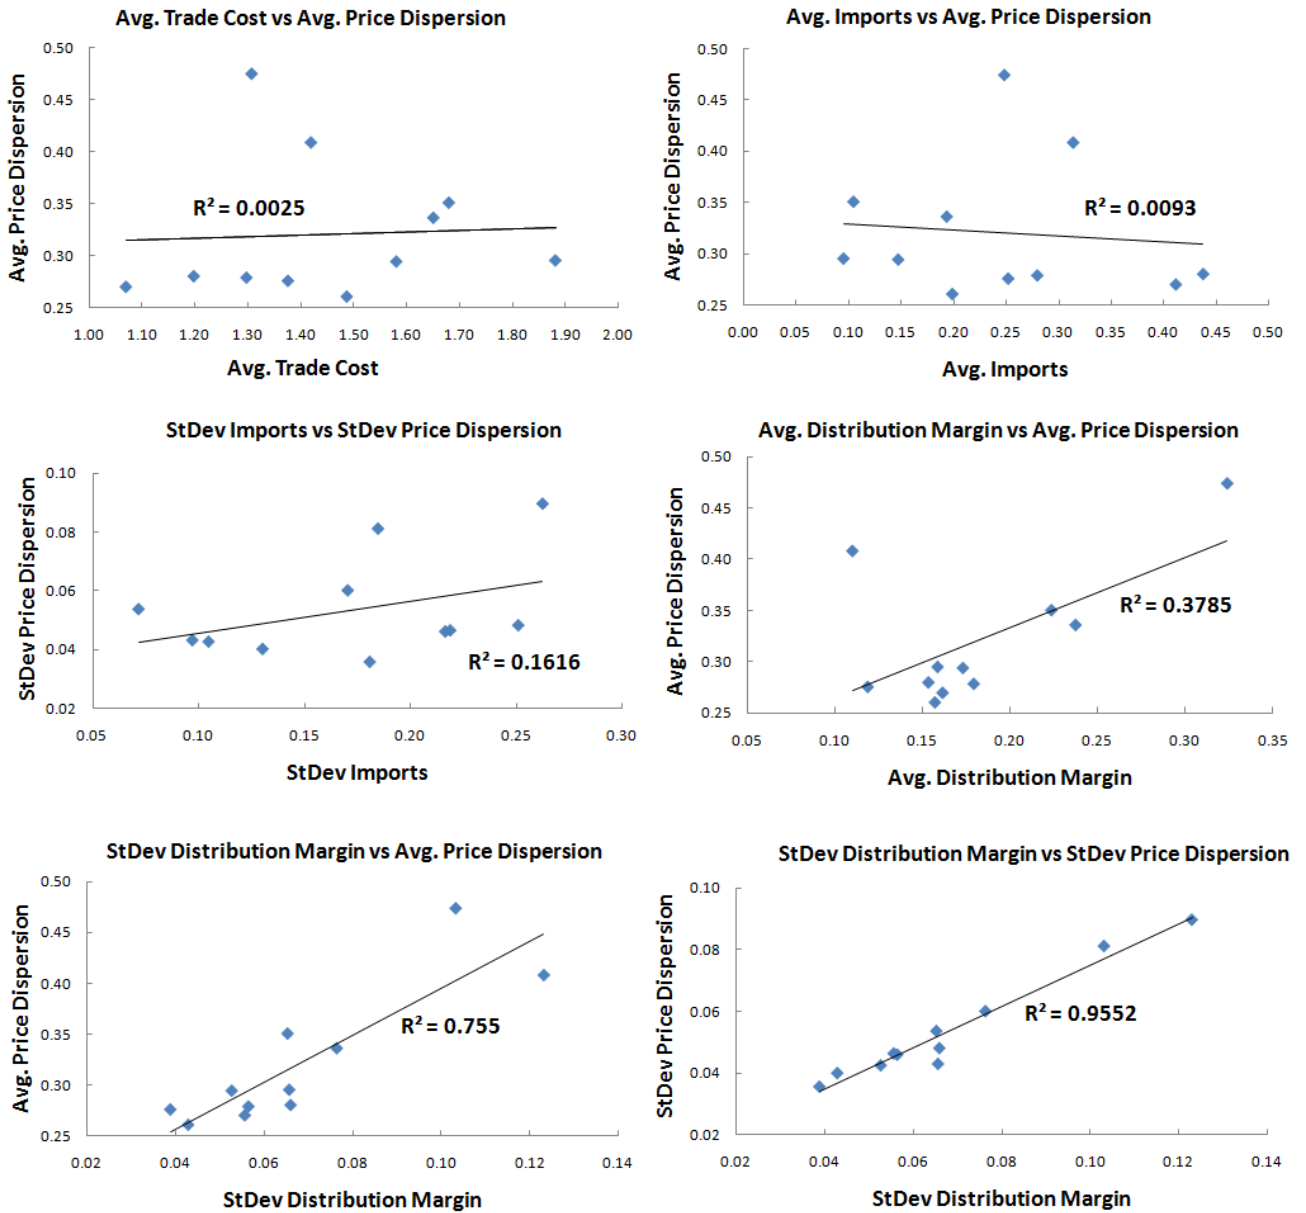 Avg. Trade Cost vs Avg. Price Dispersion
Avg. Price Dispersion
0.50
0.45
0.40
0.35
0.30
0.25
R² = 0.0025
1.00 1.10 1.20 1.30 1.40 1.50 1.60 1.70 1.80 1.90 2.00
Avg. Trade Cost
Avg. Imports vs Avg. Price Dispersion
Avg. Price Dispersion
0.50
0.45
0.40
0.35
0.30
0.25
R² = 0.0093
0.00 0.05 0.10 0.15 0.20 0.25 0.30 0.35 0.40 0.45 0.50
Avg. Imports
StDev Imports vs StDev Price Dispersion
StDev Price Dispersion
0.10
0.08
0.06
0.04
0.02
R² = 0.1616
0.05 0.10 0.15 0.20 0.25 0.30
StDev Imports
Avg. Distribution Margin vs Avg. Price Dispersion
Avg. Price Dispersion
0.50
0.45
0.40
0.35
0.30
0.25
R² = 0.3785
0.05 0.10 0.15 0.20 0.25 0.30 0.35
Avg. Distribution Margin
StDev Distribution Margin vs Avg. Price Dispersion
Avg. Price Dispersion
0.50
0.45
0.40
0.35
0.30
0.25
R² = 0.755
0.02 0.04 0.06 0.08 0.10 0.12 0.14
StDev Distribution Margin
StDev Distribution Margin vs StDev Price Dispersion
StDev Price Dispersion
0.10
0.08
0.06
0.04
0.02
R² = 0.9552
0.02 0.04 0.06 0.08 0.10 0.12 0.14
StDev Distribution Margin